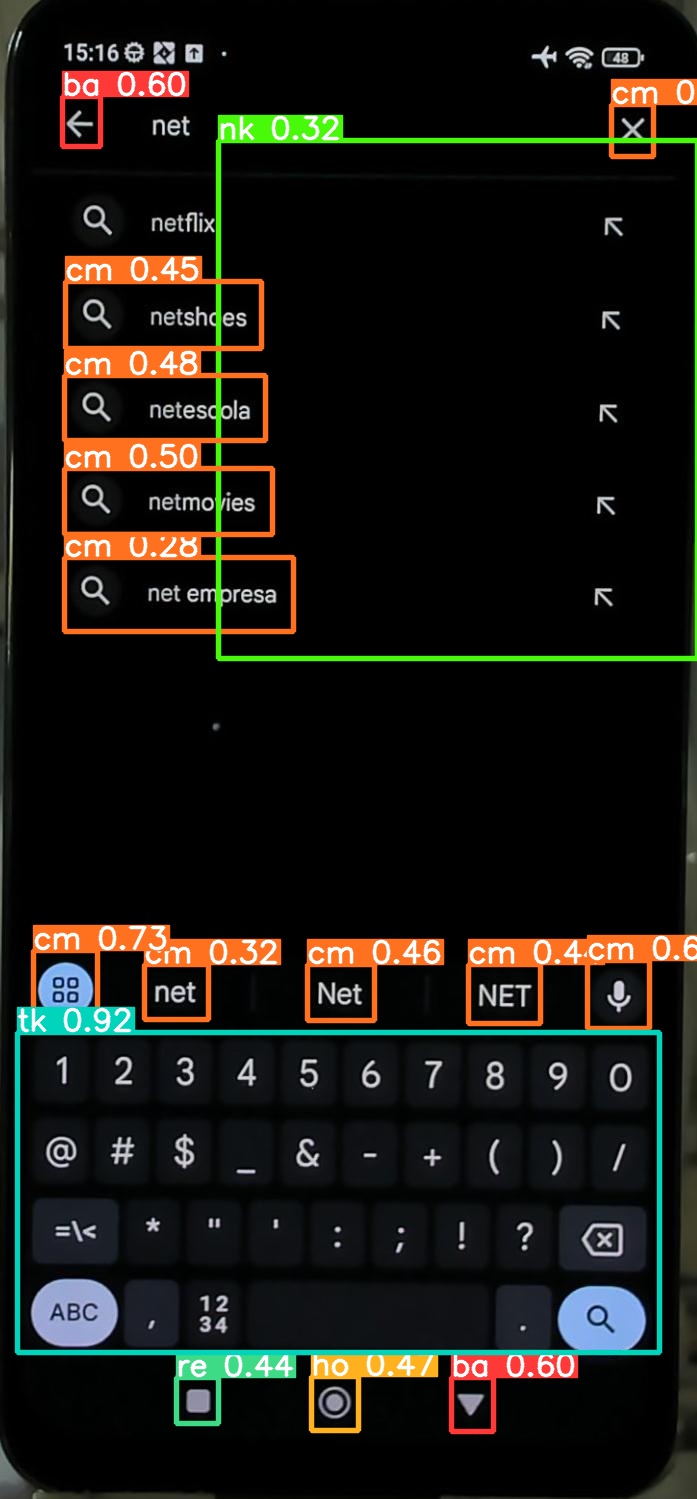 15:16 48
ba 0.60
cm 0
net
nk 0.32
netflix
cm 0.45
netshoes
cm 0.48
netescola
cm 0.50
netmovies
cm 0.28
net empresa
cm 0.73 cm 0.32 cm 0.46 cm 0.4 cm 0.6
net Net NET
tk 0.92
1 2 3 4 5 6 7 8 9 0
@ # $ _ & - + ( ) /
=\< * " ' : ; ! ?
ABC , 12 .
34
re 0.44 ho 0.47 ba 0.60